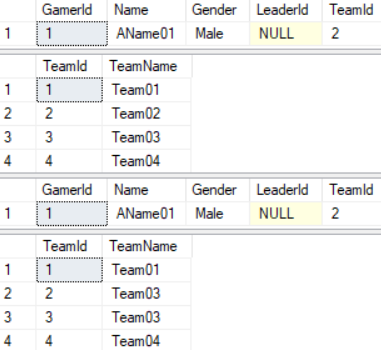 GamerId Name Gender LeaderId TeamId
1 1 AName01 Male NULL 2
TeamId TeamName
1 1 Team01
2 2 Team02
3 3 Team03
4 4 Team04
GamerId Name Gender LeaderId TeamId
1 1 AName01 Male NULL 2
TeamId TeamName
1 1 Team01
2 2 Team03
3 3 Team03
4 4 Team04